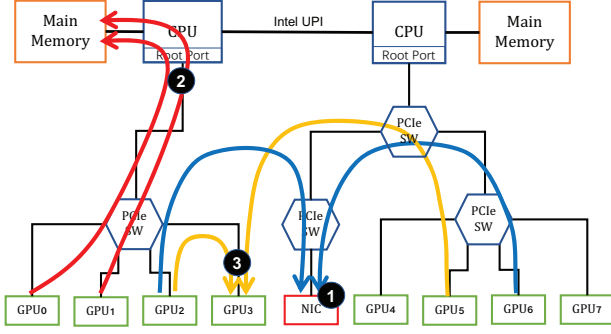 Main
Memory
CPU
Root Port
Intel UPI
CPU
Root Port
Main
Memory
2
PCIe
SW
PCIe
SW
PCIe
SW
PCIe
SW
3
1
GPU0
GPU1
GPU2
GPU3
NIC
GPU4
GPU5
GPU6
GPU7